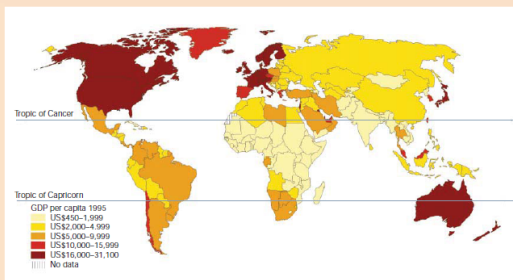 Tropic of Cancer
Tropic of Capricorn
GDP per capita 1995
US$450–1,999
US$2,000–4,999
US$5,000–9,999
US$10,000–15,999
US$16,000–31,100
No data